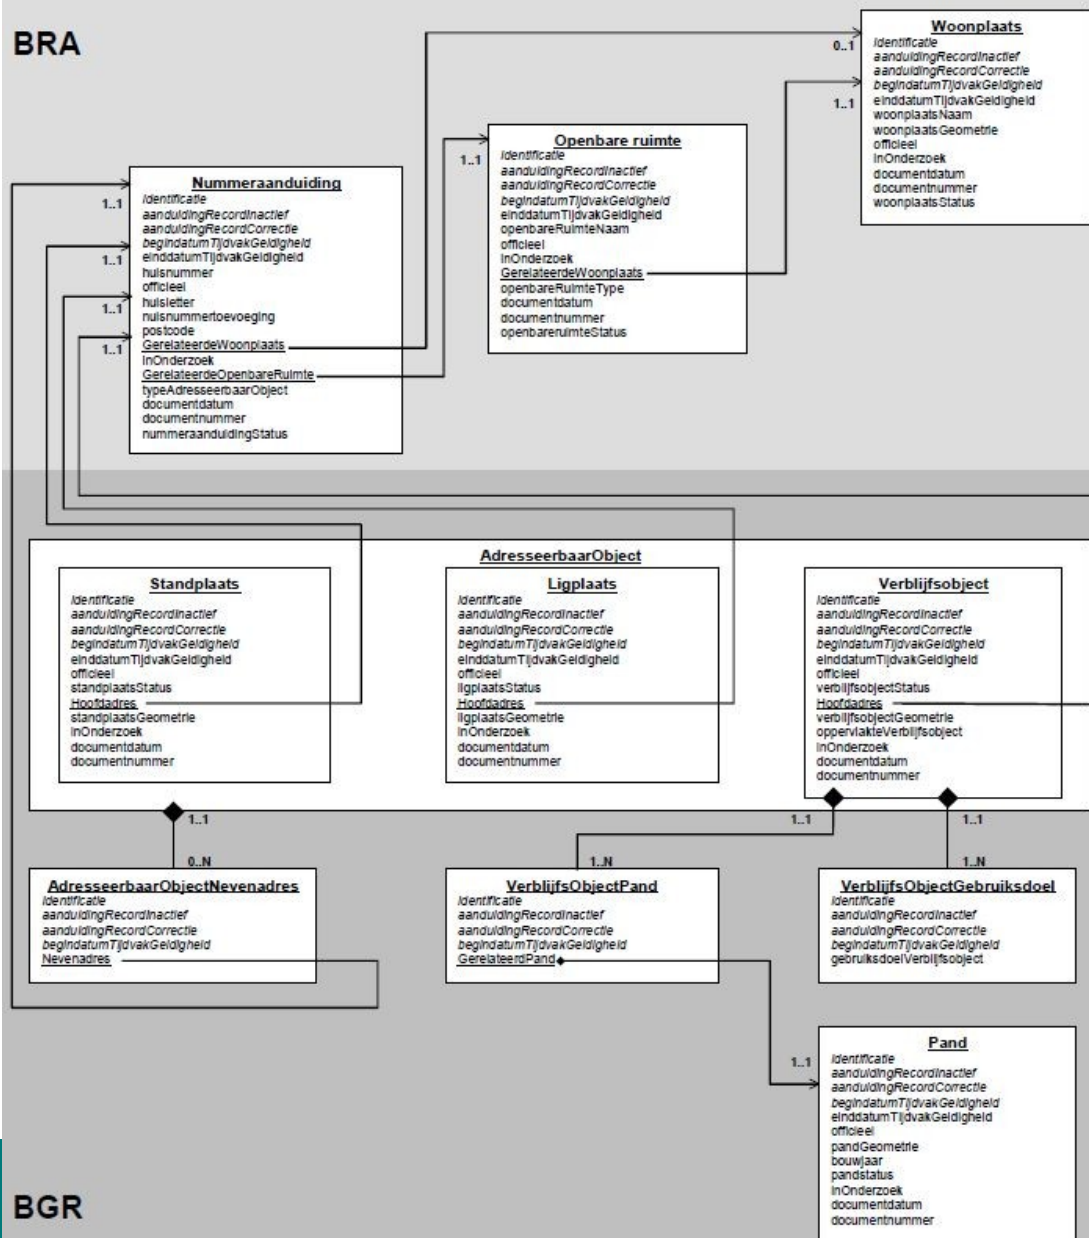 BRA
Woonplaats
Identificatie
aanduidingRecordInactief
aanduidingRecordCorrectie
begindatumTijdvakGeldigheid
einddatumTijdvakGeldigheid
woonplaatsNaam
woonplaatsGeometrie
officieel
inOnderzoek
documentdatum
documentnummer
woonplaatsStatus
0..1
1..1
Openbare ruimte
Identificatie
aanduidingRecordInactief
aanduidingRecordCorrectie
begindatumTijdvakGeldigheid
einddatumTijdvakGeldigheid
openbareRuimteNaam
officieel
inOnderzoek
GerelateerdeWoonplaats
openbareRuimteType
documentdatum
documentnummer
openbareruimteStatus
1..1
Nummeraanduiding
Identificatie
aanduidingRecordInactief
aanduidingRecordCorrectie
begindatumTijdvakGeldigheid
einddatumTijdvakGeldigheid
huisnummer
officieel
huisletter
huisnummertoevoeging
postcode
GerelateerdeWoonplaats
inOnderzoek
GerelateerdeOpenbareRuimte
typeAdresseerbaarObject
documentdatum
documentnummer
nummeraanduidingStatus
1..1
1..1
1..1
1..1
AdresseerbaarObject
Standplaats
Identificatie
aanduidingRecordInactief
aanduidingRecordCorrectie
begindatumTijdvakGeldigheid
einddatumTijdvakGeldigheid
officieel
standplaatsStatus
Hoofdadres
standplaatsGeometrie
inOnderzoek
documentdatum
documentnummer
Ligplaats
Identificatie
aanduidingRecordInactief
aanduidingRecordCorrectie
begindatumTijdvakGeldigheid
einddatumTijdvakGeldigheid
officieel
ligplaatsStatus
Hoofdadres
ligplaatsGeometrie
inOnderzoek
documentdatum
documentnummer
Verblijfsobject
Identificatie
aanduidingRecordInactief
aanduidingRecordCorrectie
begindatumTijdvakGeldigheid
einddatumTijdvakGeldigheid
officieel
verblijfsobjectStatus
Hoofdadres
verblijfsobjectGeometrie
oppervlakteVerblijfsobject
inOnderzoek
documentdatum
documentnummer
1..1
0..N
1..1
1..N
1..1
1..N
AdresseerbaarObjectNevenadres
Identificatie
aanduidingRecordInactief
aanduidingRecordCorrectie
begindatumTijdvakGeldigheid
Nevenadres
VerblijfsObjectPand
Identificatie
aanduidingRecordInactief
aanduidingRecordCorrectie
begindatumTijdvakGeldigheid
GerelateerdPand
VerblijfsObjectGebruiksdoel
Identificatie
aanduidingRecordInactief
aanduidingRecordCorrectie
begindatumTijdvakGeldigheid
gebruiksdoelVerblijfsobject
1..1
Pand
Identificatie
aanduidingRecordInactief
aanduidingRecordCorrectie
begindatumTijdvakGeldigheid
einddatumTijdvakGeldigheid
officieel
pandGeometrie
bouwjaar
pandstatus
inOnderzoek
documentdatum
documentnummer
BGR